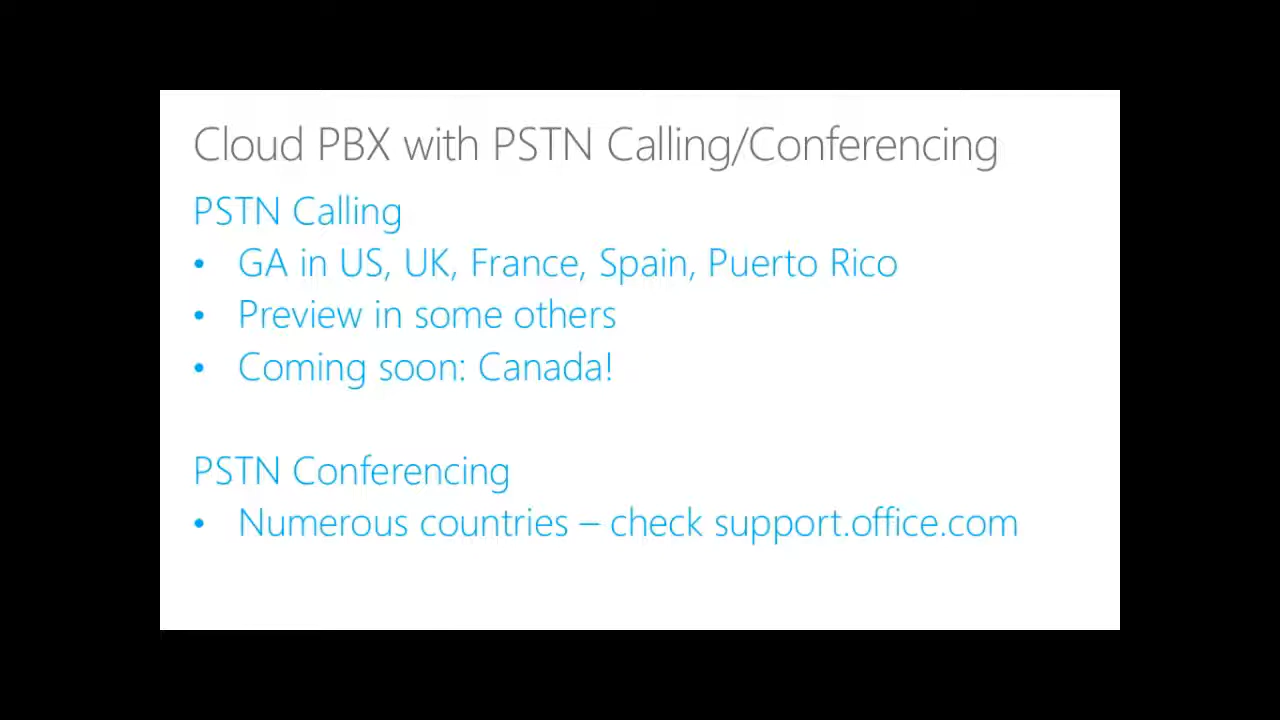 Cloud PBX with PSTN Calling/Conferencing
PSTN Calling
• GA in US, UK, France, Spain, Puerto Rico
• Preview in some others
• Coming soon: Canada!
PSTN Conferencing
• Numerous countries – check support.office.com